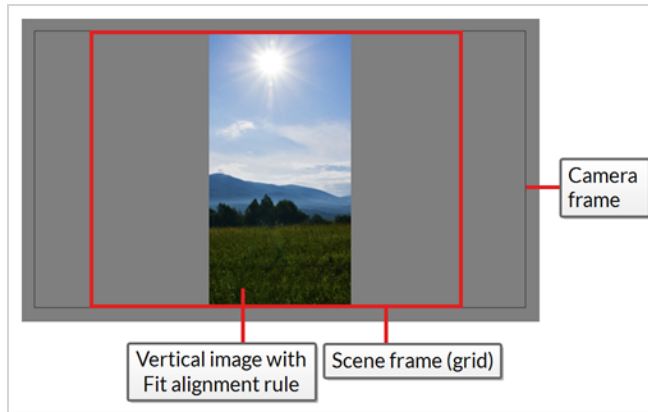 Camera
frame
Vertical image with
Fit alignment rule
Scene frame (grid)